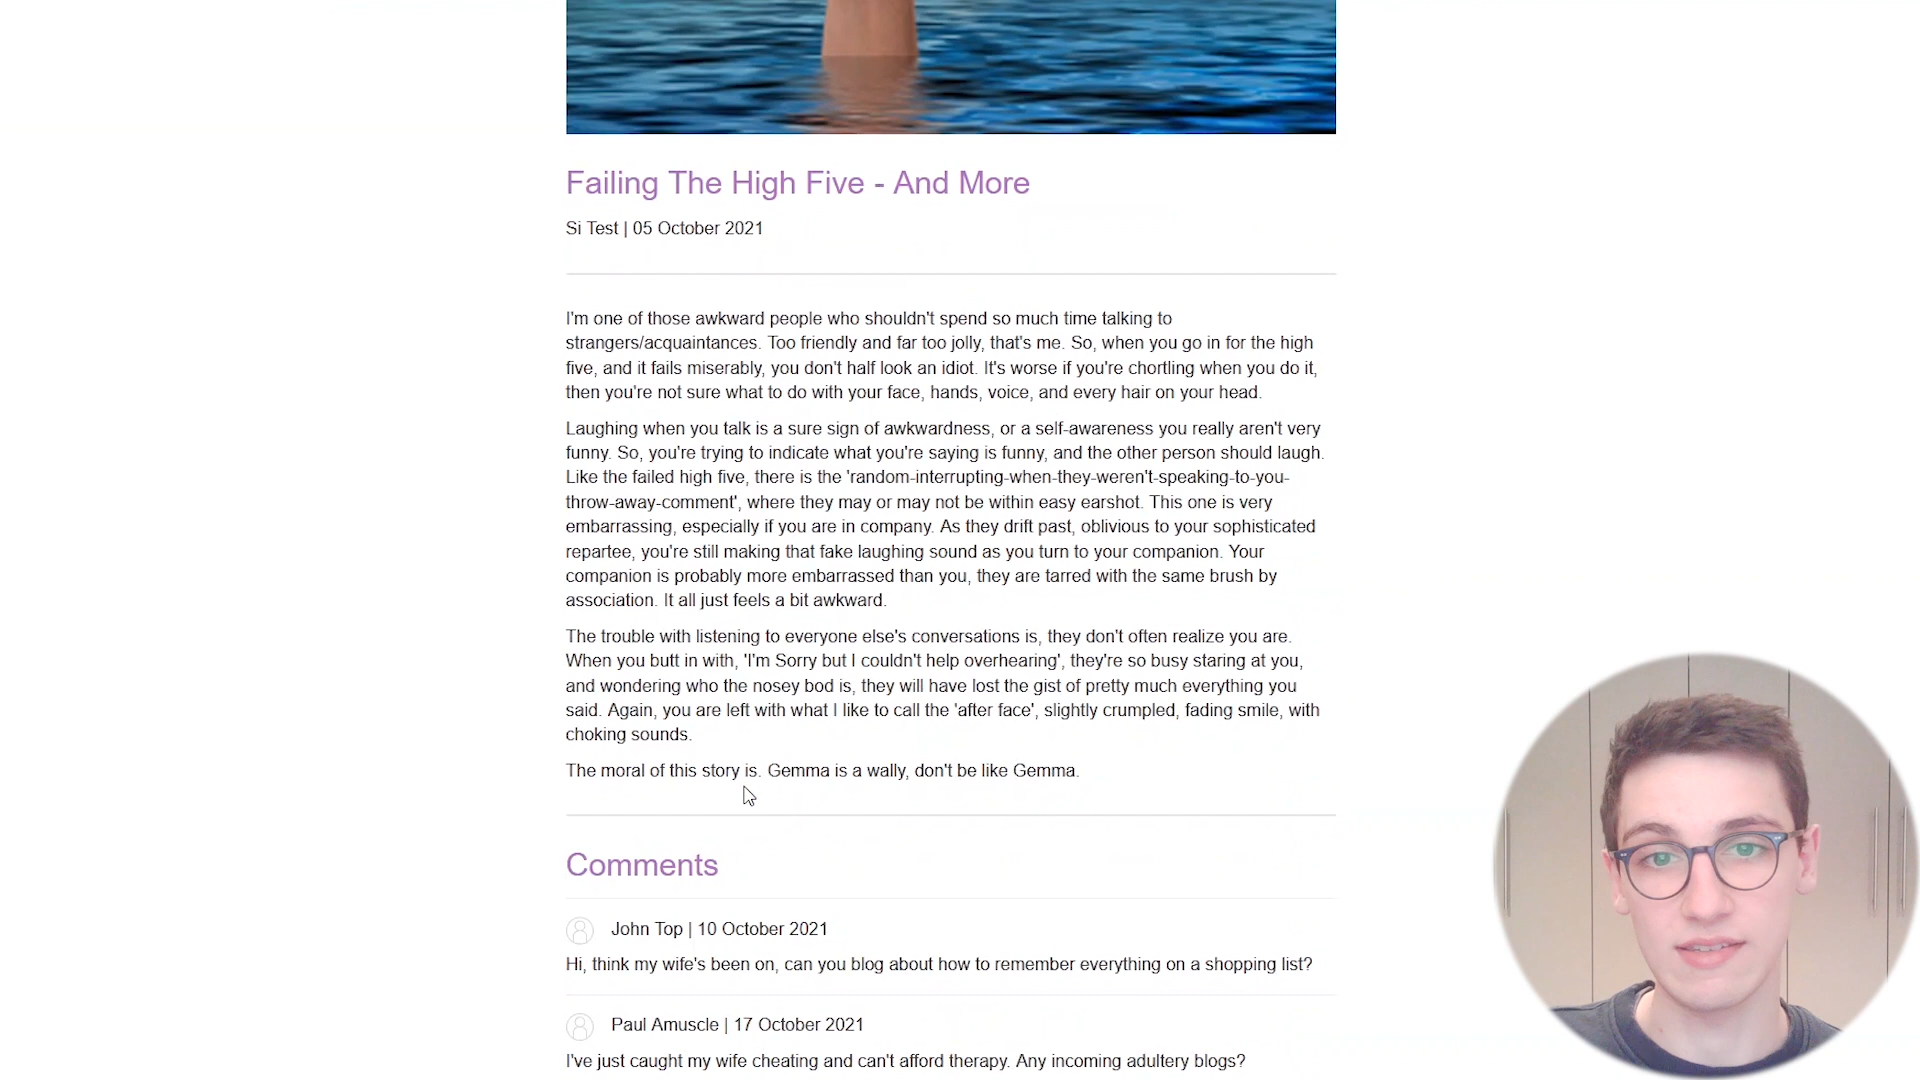 Failing The High Five - And More
Si Test | 05 October 2021
I'm one of those awkward people who shouldn't spend so much time talking to
strangers/acquaintances. Too friendly and far too jolly, that's me. So, when you go in for the high
five, and it fails miserably, you don't half look an idiot. It's worse if you're chortling when you do it,
then you're not sure what to do with your face, hands, voice, and every hair on your head.
Laughing when you talk is a sure sign of awkwardness, or a self-awareness you really aren't very
funny. So, you're trying to indicate what you're saying is funny, and the other person should laugh.
Like the failed high five, there is the 'random-interrupting-when-they-weren't-speaking-to-you-
throw-away-comment', where they may or may not be within easy earshot. This one is very
embarrassing, especially if you are in company. As they drift past, oblivious to your sophisticated
repartee, you're still making that fake laughing sound as you turn to your companion. Your
companion is probably more embarrassed than you, they are tarred with the same brush by
association. It all just feels a bit awkward.
The trouble with listening to everyone else's conversations is, they don't often realize you are.
When you butt in with, 'I'm Sorry but I couldn't help overhearing', they're so busy staring at you,
and wondering who the nosey bod is, they will have lost the gist of pretty much everything you
said. Again, you are left with what I like to call the 'after face', slightly crumpled, fading smile, with
choking sounds.
The moral of this story is. Gemma is a wally, don't be like Gemma.
Comments
John Top | 10 October 2021
Hi, think my wife's been on, can you blog about how to remember everything on a shopping list?
Paul Amuscle | 17 October 2021
I've just caught my wife cheating and can't afford therapy. Any incoming adultery blogs?